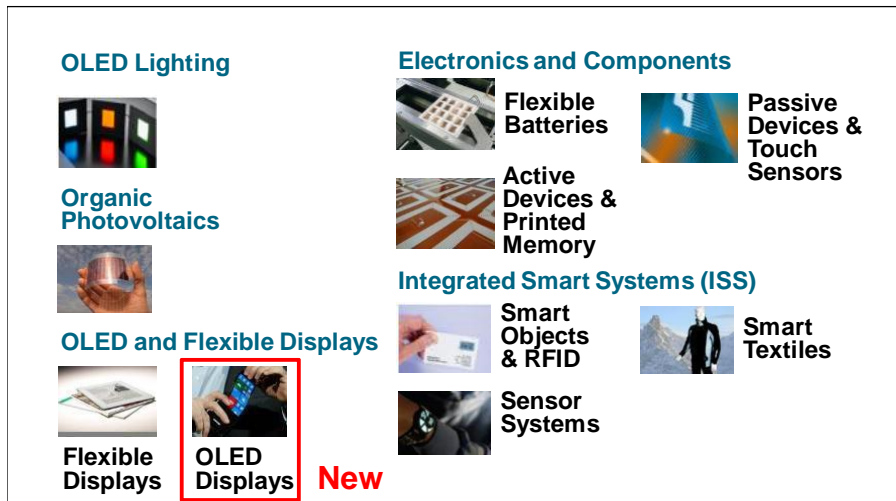 OLED Lighting
Organic
Photovoltaics
OLED and Flexible Displays
Flexible
Displays
OLED
Displays
New
Electronics and Components
Flexible
Batteries
Passive
Devices &
Touch
Sensors
Active
Devices &
Printed
Memory
Integrated Smart Systems (ISS)
Smart
Objects
& RFID
Smart
Textiles
Sensor
Systems